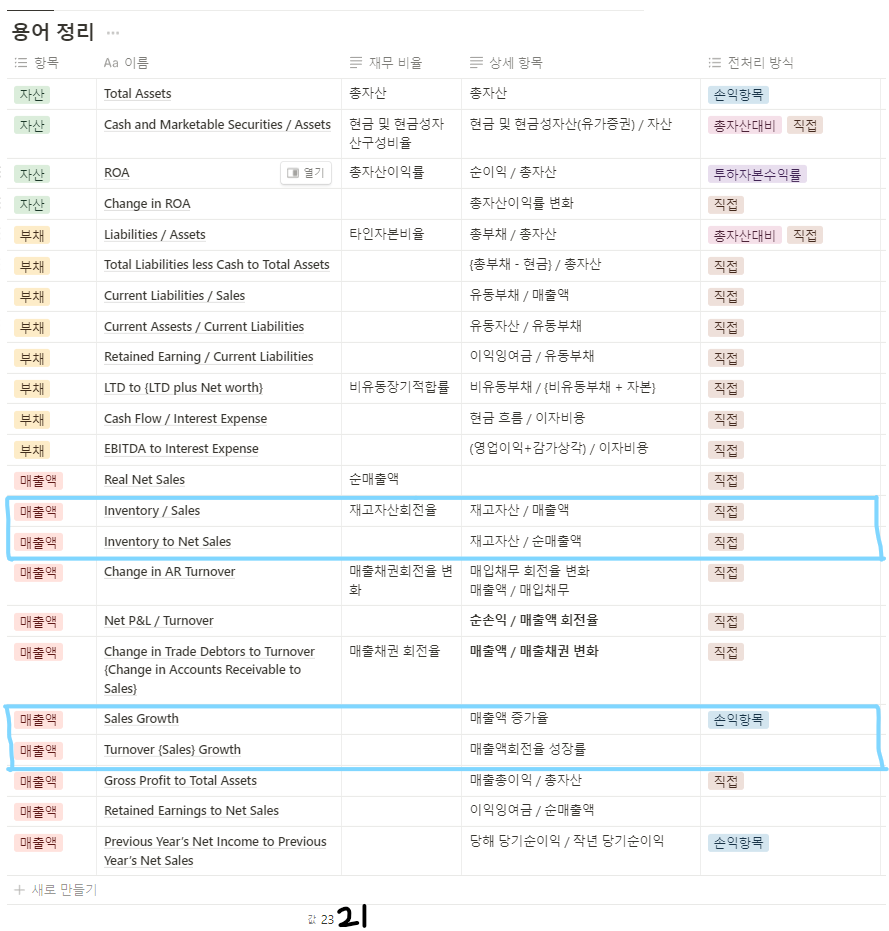 용어 정리 ...
항목 Aa 이름 재무 비율 상세 항목 전처리 방식
자산 Total Assets 총자산 총자산 손익항목
자산 Cash and Marketable Securities / Assets 현금 및 현금성자 현금 및 현금성자산(유가증권) / 자산 총자산대비 직접
산구성비율
자산 ROA 열기 총자산이익률 순이익 / 총자산 투하자본수익률
자산 Change in ROA 총자산이익률 변화 직접
부채 Liabilities / Assets 타인자본비율 총부채 / 총자산 총자산대비 직접
부채 Total Liabilities less Cash to Total Assets {총부채 - 현금} / 총자산 직접
부채 Current Liabilities / Sales 유동부채 / 매출액 직접
부채 Current Assests / Current Liabilities 유동자산 / 유동부채 직접
부채 Retained Earning / Current Liabilities 이익잉여금 / 유동부채 직접
부채 LTD to {LTD plus Net worth} 비유동장기적합률 비유동부채 / {비유동부채 + 자본} 직접
부채 Cash Flow / Interest Expense 현금 흐름 / 이자비용 직접
부채 EBITDA to Interest Expense (영업이익+감가상각) / 이자비용 직접
매출액 Real Net Sales 순매출액 직접
매출액 Inventory / Sales 재고자산회전율 재고자산 / 매출액 직접
매출액 Inventory to Net Sales 재고자산 / 순매출액 직접
매출액 Change in AR Turnover 매출채권회전율 변 매입채무 회전율 변화 직접
화 매출액 / 매입채무
매출액 Net P&L / Turnover 순손익 / 매출액 회전율 직접
매출액 Change in Trade Debtors to Turnover 매출채권 회전율 매출액 / 매출채권 변화 직접
{Change in Accounts Receivable to
Sales}
매출액 Sales Growth 매출액 증가율 손익항목
매출액 Turnover {Sales} Growth 매출액회전율 성장률
매출액 Gross Profit to Total Assets 매출총이익 / 총자산 직접
매출액 Retained Earnings to Net Sales 이익잉여금 / 순매출액
매출액 Previous Year's Net Income to Previous 당해 당기순이익 / 작년 당기순이익 손익항목
Year's Net Sales
+ 새로 만들기
값 23 21